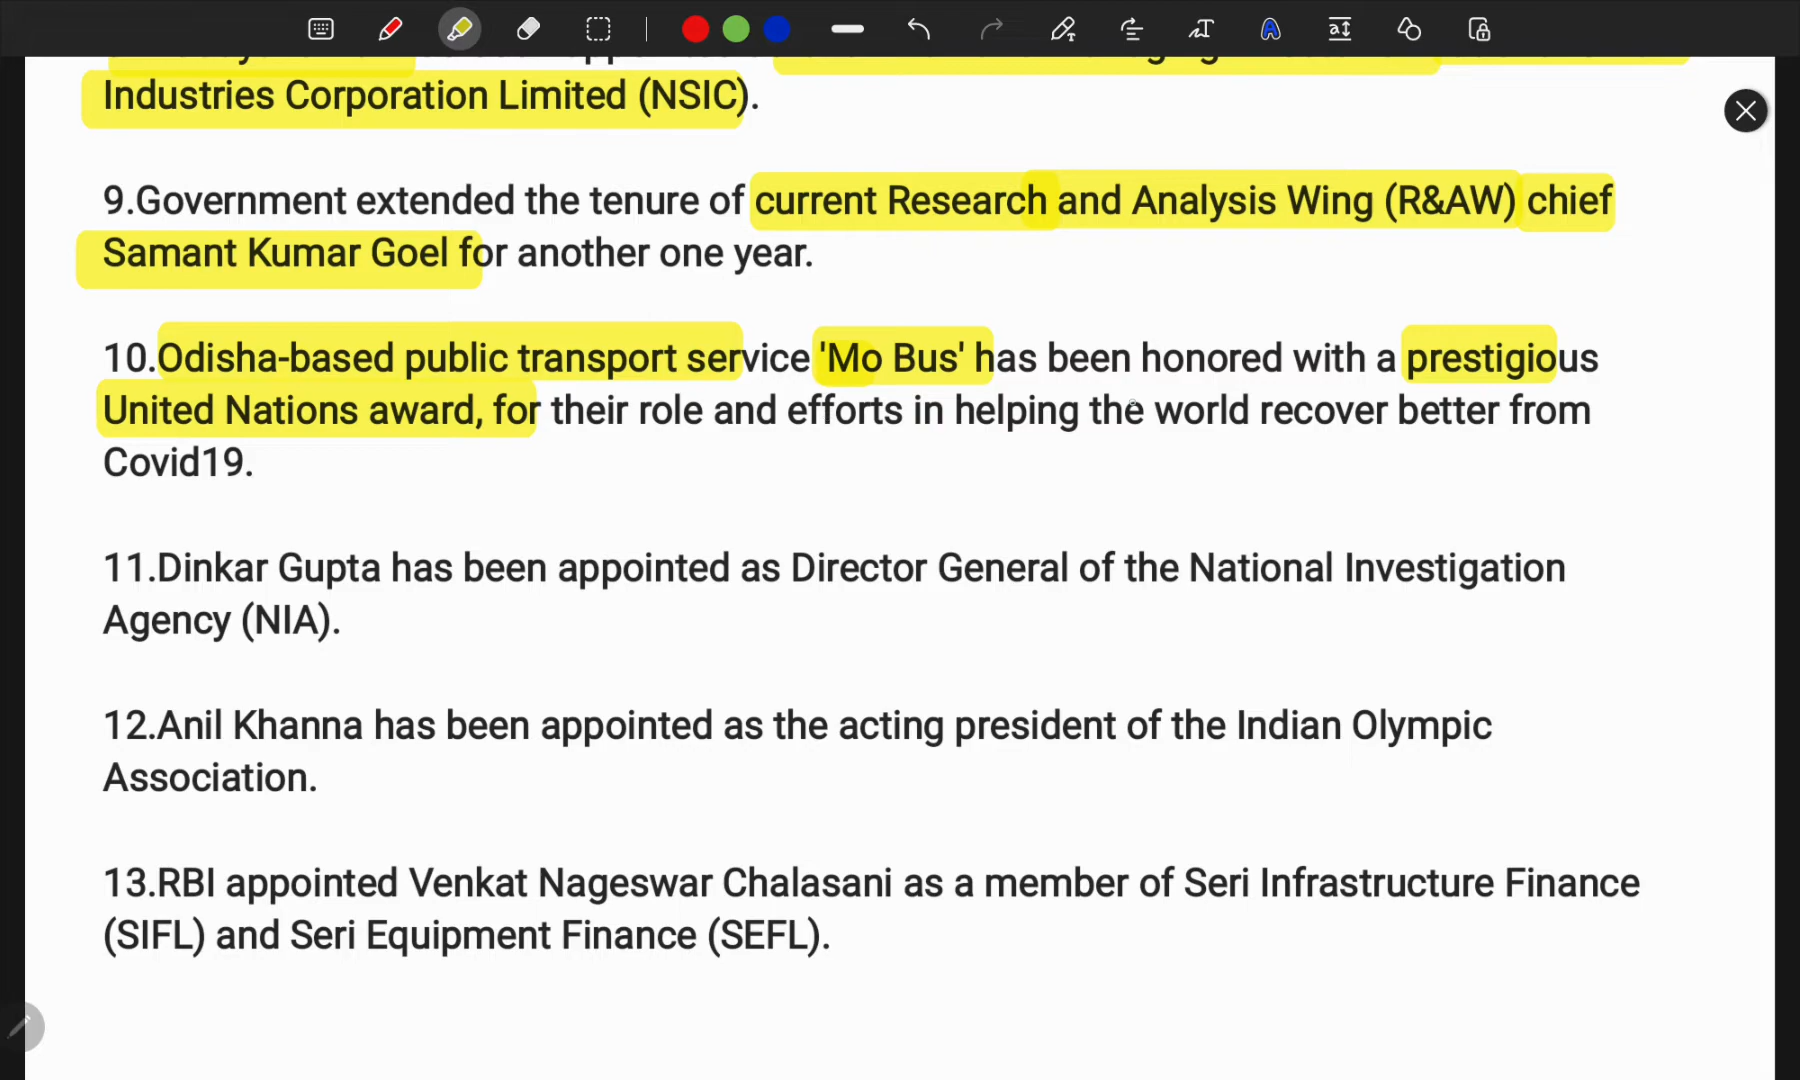 Industries Corporation Limited (NSIC).
9.Government extended the tenure of current Research and Analysis Wing (R&AW) chief
Samant Kumar Goel for another one year.
10.Odisha-based public transport service 'Mo Bus' has been honored with a prestigious
United Nations award, for their role and efforts in helping the world recover better from
Covid19.
11.Dinkar Gupta has been appointed as Director General of the National Investigation
Agency (NIA).
12.Anil Khanna has been appointed as the acting president of the Indian Olympic
Association.
13.RBI appointed Venkat Nageswar Chalasani as a member of Seri Infrastructure Finance
(SIFL) and Seri Equipment Finance (SEFL).